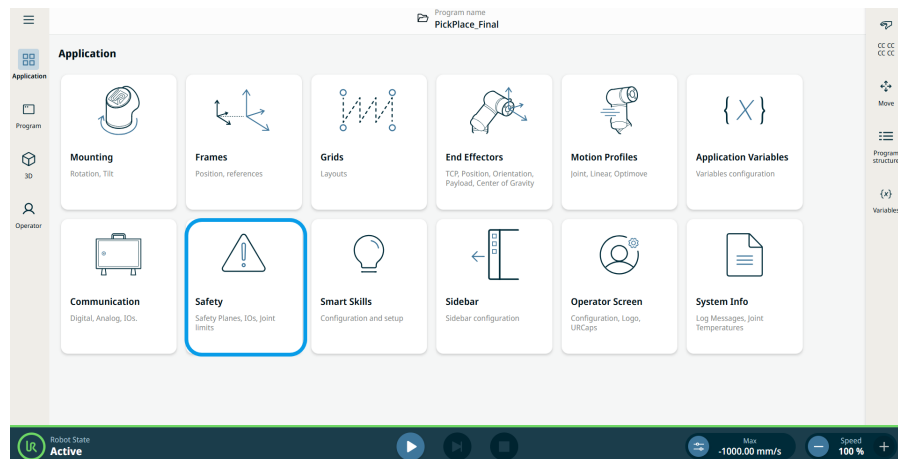 Program name
PickPlace_Final
Application
Application
Program
3D
Operator
Mounting
Rotation, Tilt
Frames
Position, references
Grids
Layouts
End Effectors
TCP, Position, Orientation,
Payload, Center of Gravity
Motion Profiles
Joint, Linear, Optimove
{X}
Application Variables
Variables configuration
Communication
Digital, Analog, IOs.
Safety
Safety Planes, IOs, Joint
limits
Smart Skills
Configuration and setup
Sidebar
Sidebar configuration
Operator Screen
Configuration, Logo,
URCaps
System Info
Log Messages, Joint
Temperatures
CC CC
CC CC
Move
Program
structure
{x}
Variables
Robot State
Active
Max
-1000.00 mm/s
Speed
100 %